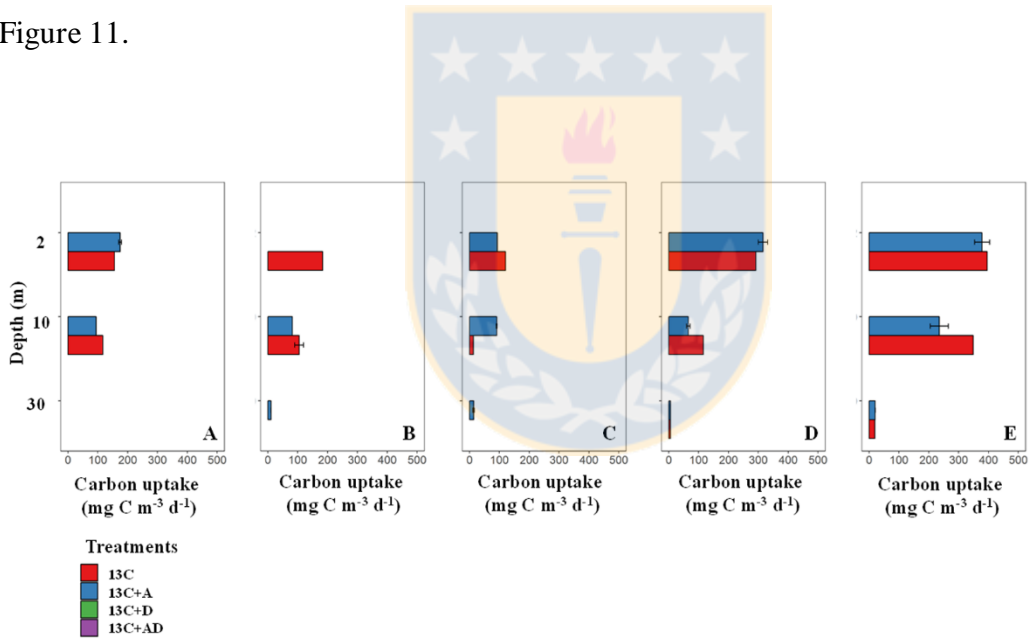 Figure 11.
Depth (m)
2
10
30
A
B
C
D
E
0 100 200 300 400 500
0 100 200 300 400 500
0 100 200 300 400 500
0 100 200 300 400 500
0 100 200 300 400 500
Carbon uptake
(mg C m⁻³ d⁻¹)
Carbon uptake
(mg C m⁻³ d⁻¹)
Carbon uptake
(mg C m⁻³ d⁻¹)
Carbon uptake
(mg C m⁻³ d⁻¹)
Carbon uptake
(mg C m⁻³ d⁻¹)
Treatments
13C
13C+A
13C+D
13C+AD